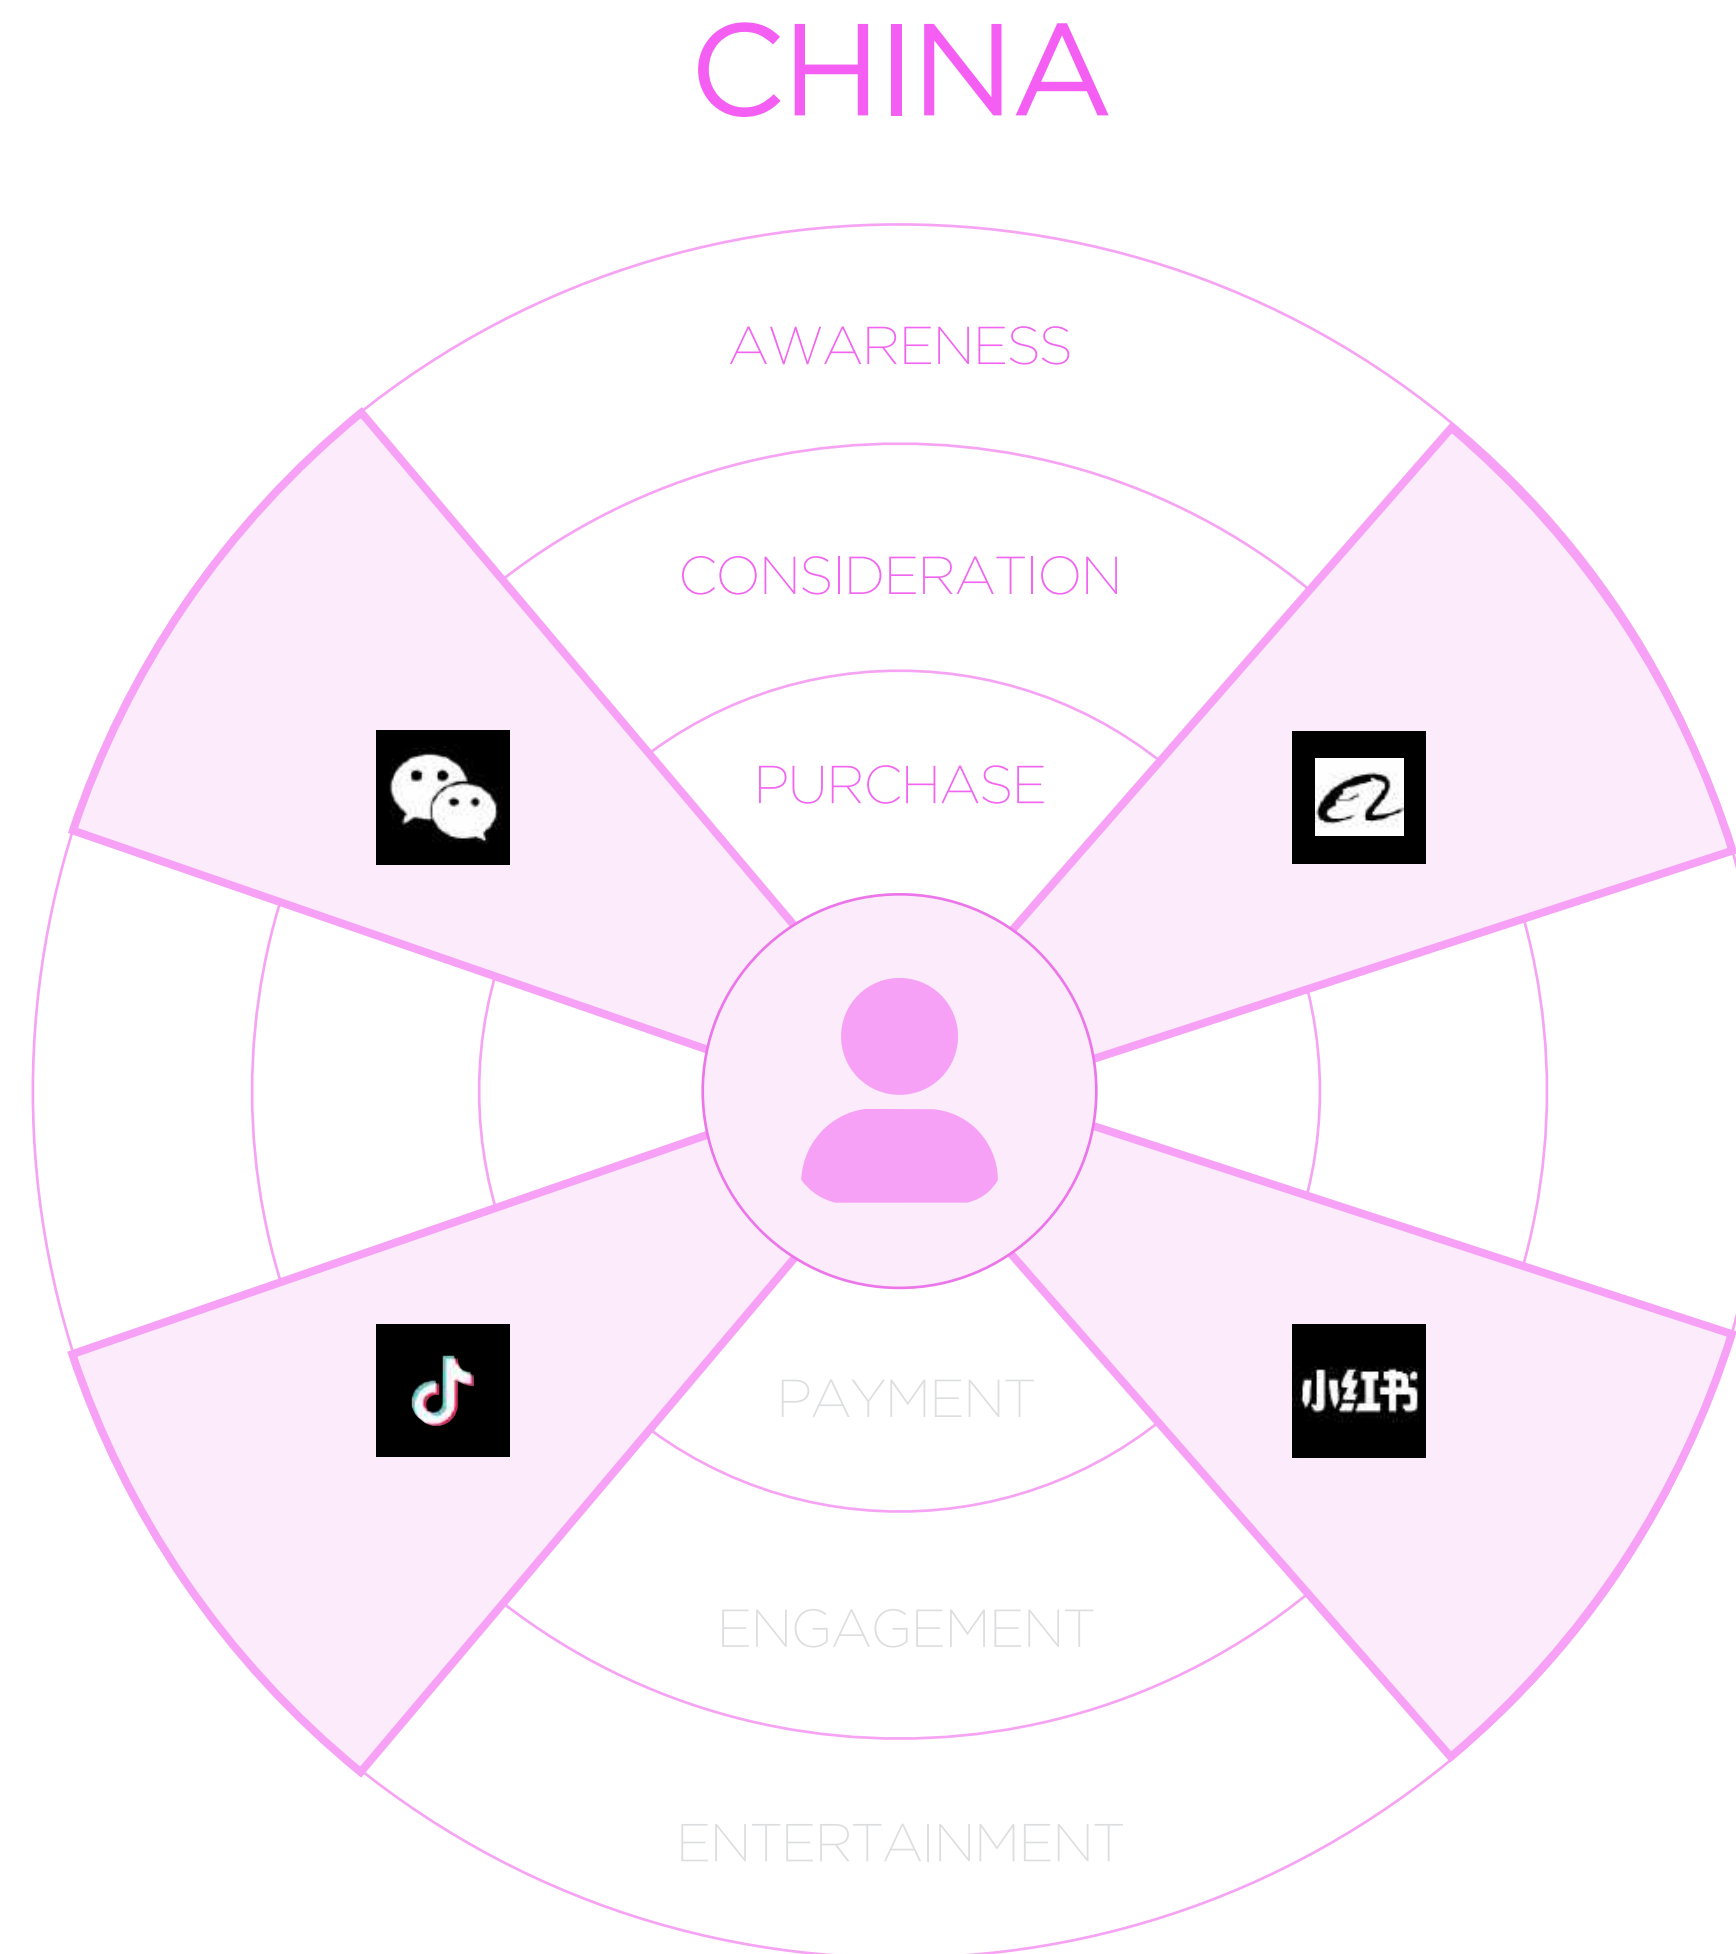 CHINA
AWARENESS
CONSIDERATION
PURCHASE
小红书
PAYMENT
ENGAGEMENT
ENTERTAINMENT